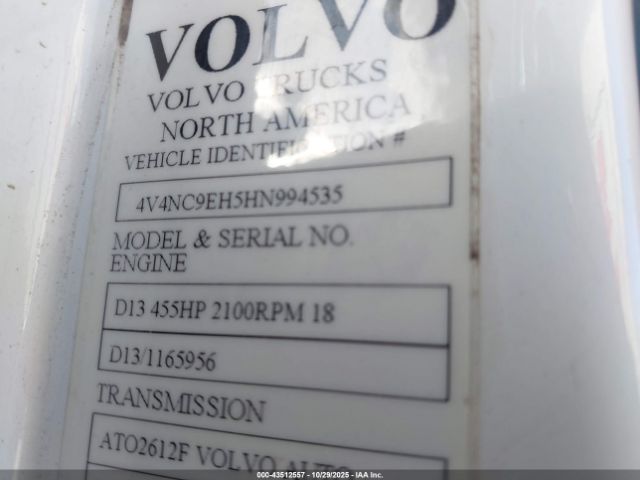 VOLVO
VOLVO TRUCKS
NORTH AMERICA
VEHICLE IDENTIFICATION #
4V4NC9EH5HN994535
MODEL & SERIAL NO.
ENGINE
D13 455HP 2100RPM 18
D13/1165956
TRANSMISSION
ATO2612F VOLVO AUTO
000-43512557 - 10/29/2025 - IAA Inc.